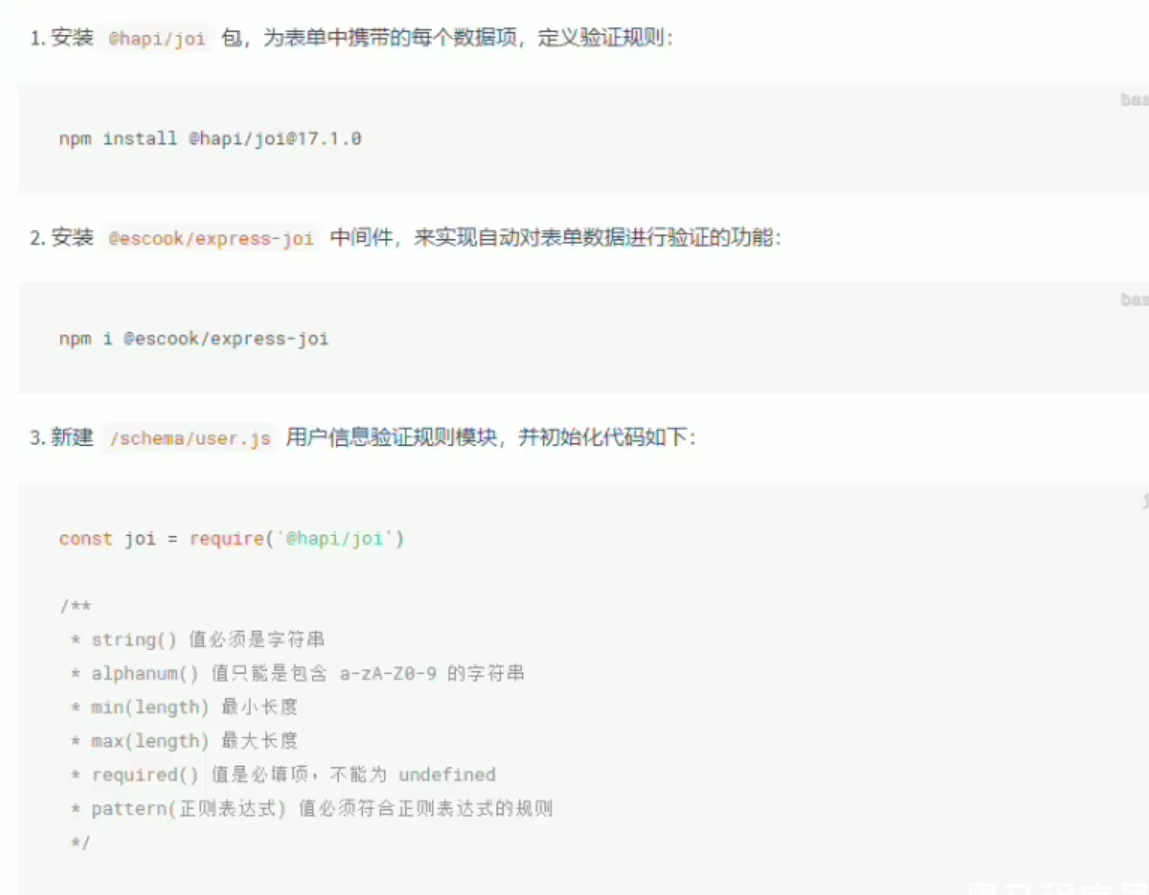 1. 安装 @hapi/joi 包，为表单中携带的每个数据项，定义验证规则：
bas
npm install @hapi/joi@17.1.0
2. 安装 @escook/express-joi 中间件，来实现自动对表单数据进行验证的功能：
bas
npm i @escook/express-joi
3. 新建 /schema/user.js 用户信息验证规则模块，并初始化代码如下：
const joi = require(`@hapi/joi`)
/**
* string() 值必须是字符串
* alphanum() 值只能是包含 a-zA-Z0-9 的字符串
* min(length) 最小长度
* max(length) 最大长度
* required() 值是必填项，不能为 undefined
* pattern(正则表达式) 值必须符合正则表达式的规则
*/